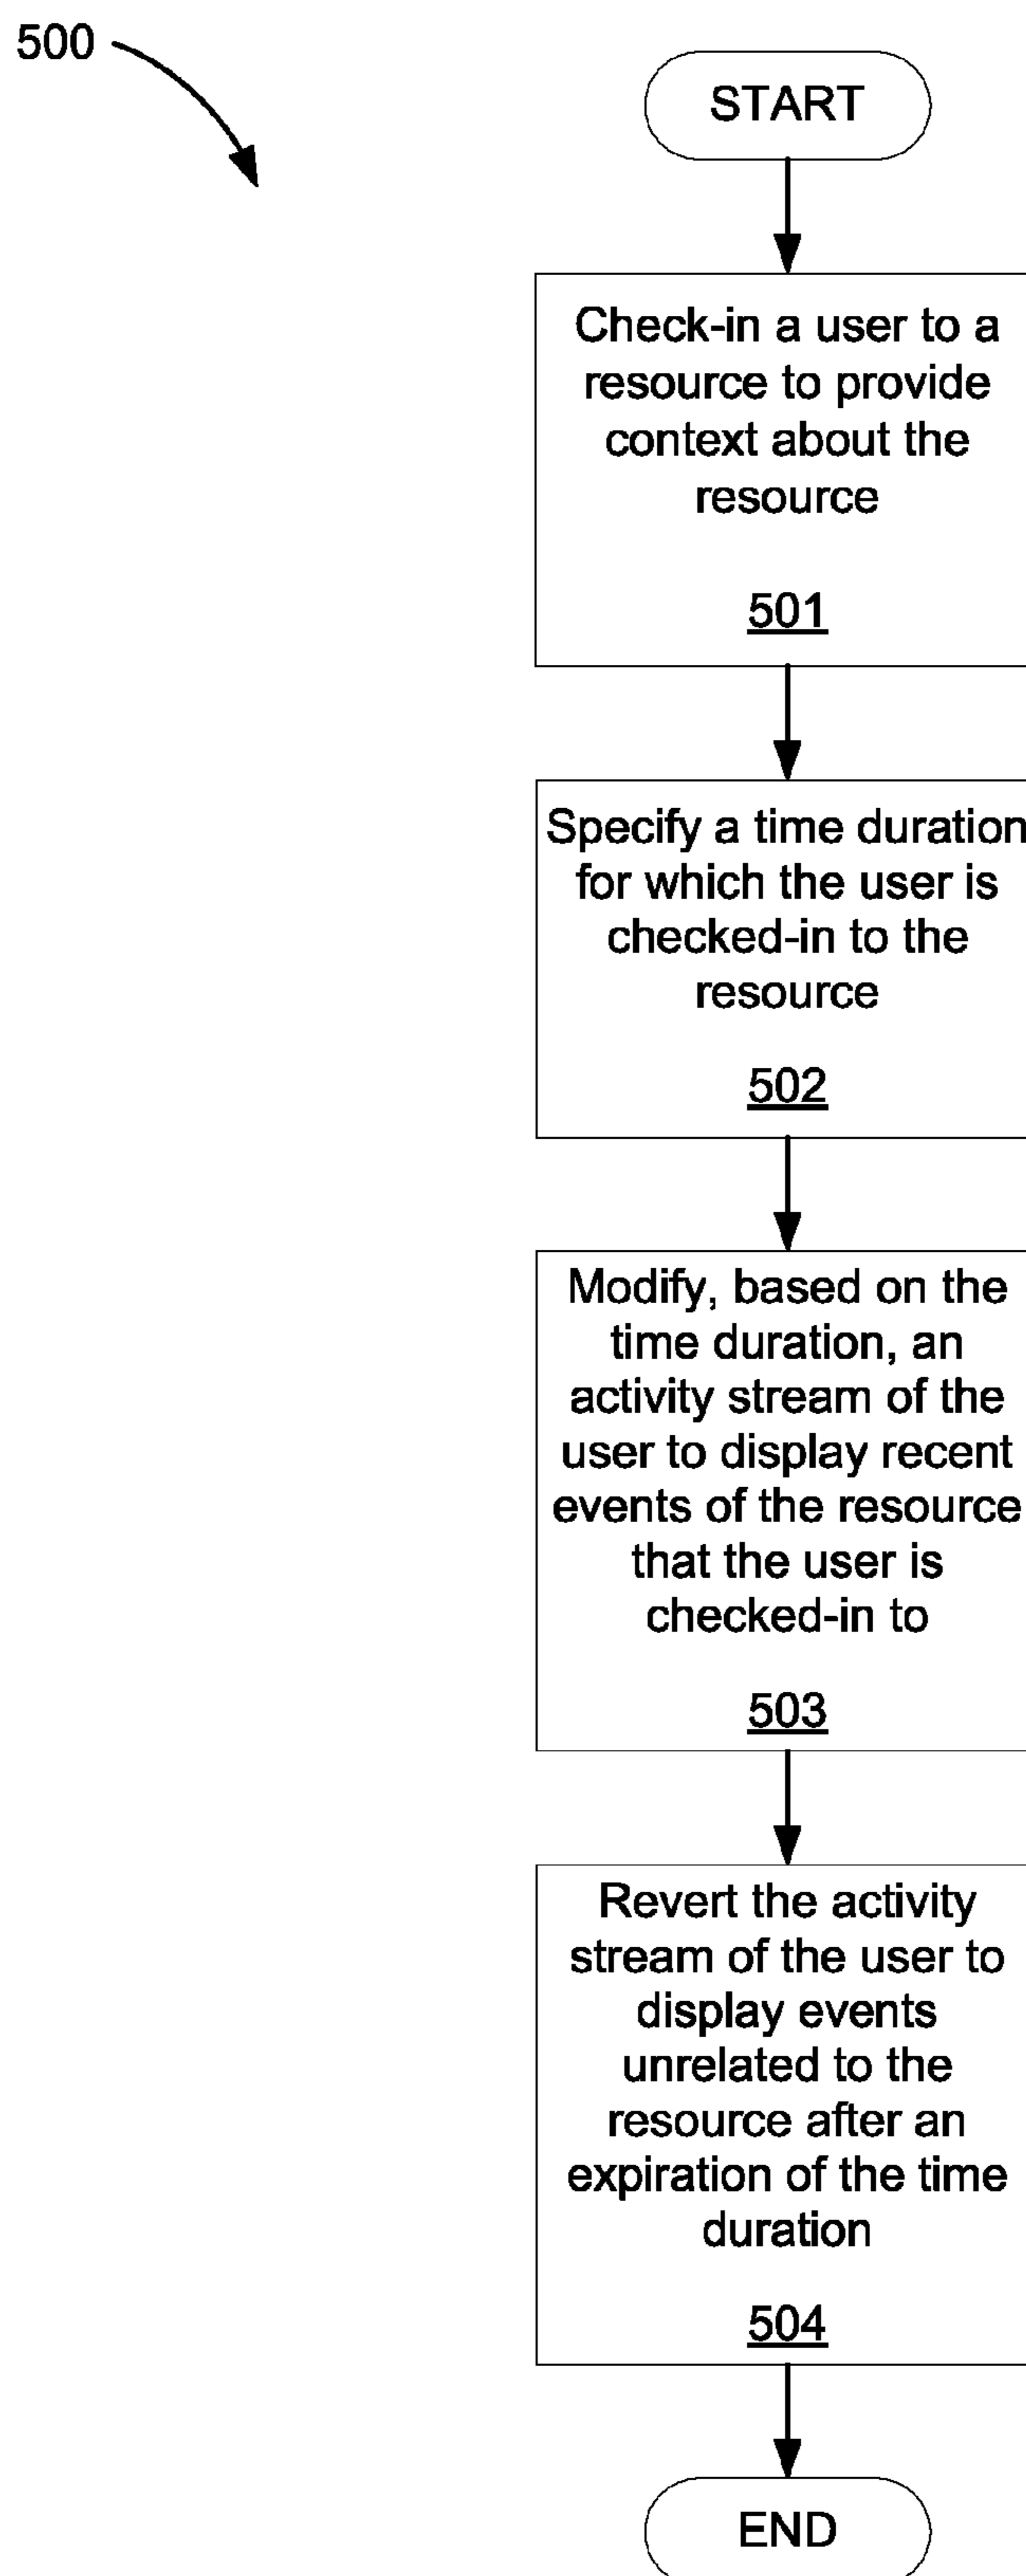 500
START
Check-in a user to a
resource to provide
context about the
resource
501
Specify a time duration
for which the user is
checked-in to the
resource
502
Modify, based on the
time duration, an
activity stream of the
user to display recent
events of the resource
that the user is
checked-in to
503
Revert the activity
stream of the user to
display events
unrelated to the
resource after an
expiration of the time
duration
504
END